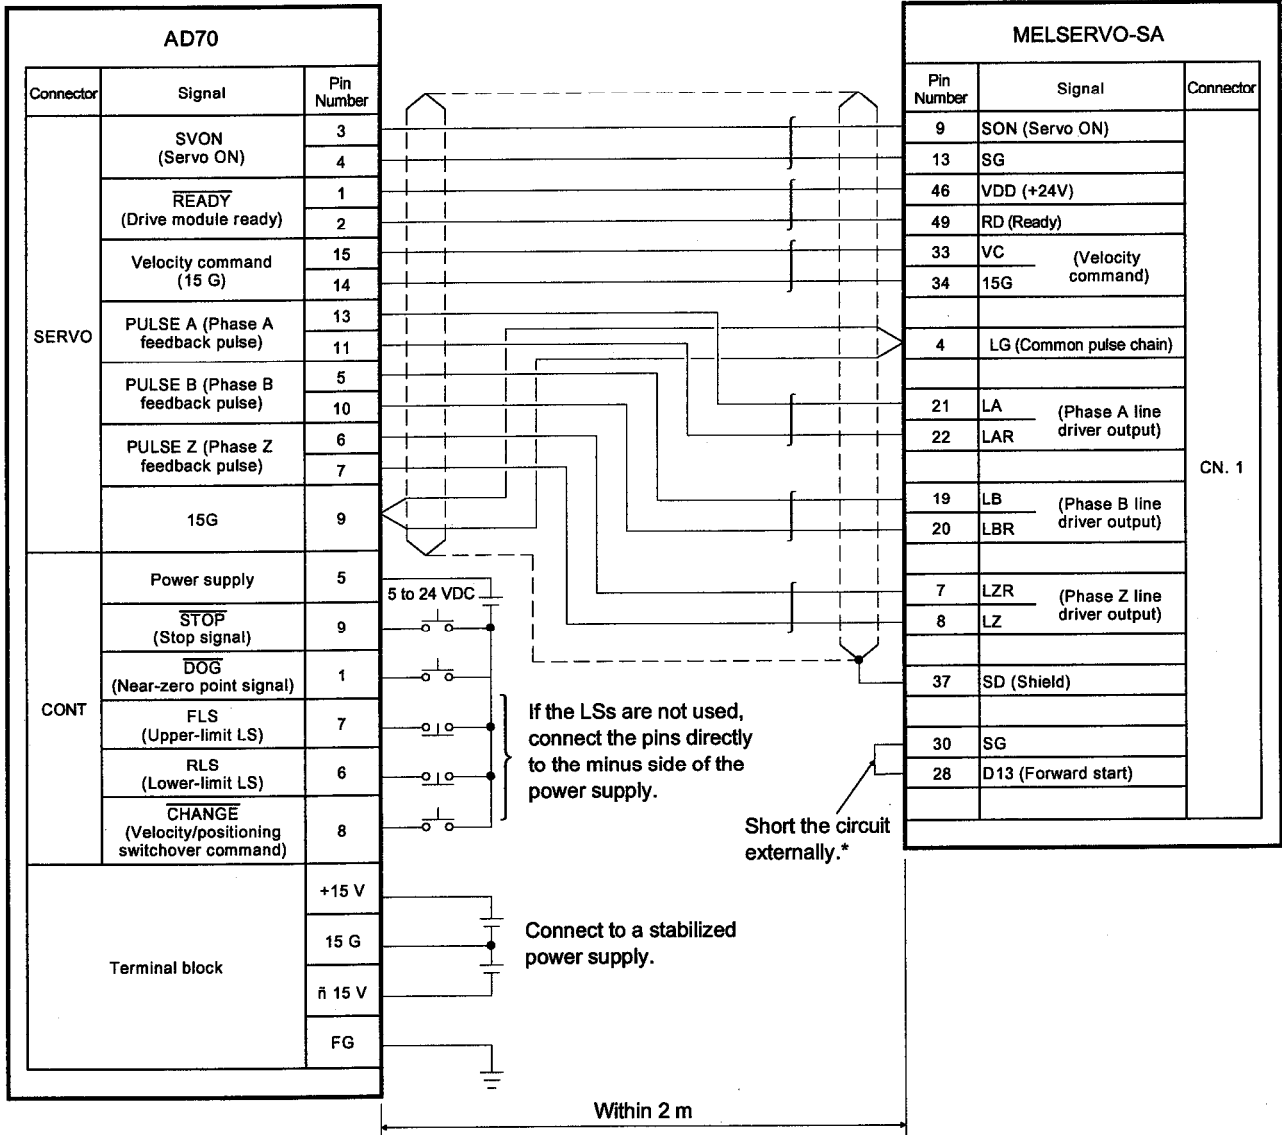 AD70
Connector Signal Pin Number
SERVO
SVON (Servo ON) 3 4
READY (Drive module ready) 1 2
Velocity command (15 G) 15 14
PULSE A (Phase A feedback pulse) 13 11
PULSE B (Phase B feedback pulse) 5 10
PULSE Z (Phase Z feedback pulse) 6 7
15G 9
CONT
Power supply 5
STOP (Stop signal) 9
DOG (Near-zero point signal) 1
FLS (Upper-limit LS) 7
RLS (Lower-limit LS) 6
CHANGE (Velocity/positioning switchover command) 8
Terminal block
+15 V
15 G
ñ 15 V
FG
5 to 24 VDC
If the LSs are not used,
connect the pins directly
to the minus side of the
power supply.
Connect to a stabilized
power supply.
Short the circuit
externally.*
Within 2 m
MELSERVO-SA
Pin Number Signal Connector
9 SON (Servo ON)
13 SG
46 VDD (+24V)
49 RD (Ready)
33 VC (Velocity
34 15G command)
4 LG (Common pulse chain)
21 LA (Phase A line
22 LAR driver output)
CN. 1
19 LB (Phase B line
20 LBR driver output)
7 LZR (Phase Z line
8 LZ driver output)
37 SD (Shield)
30 SG
28 D13 (Forward start)